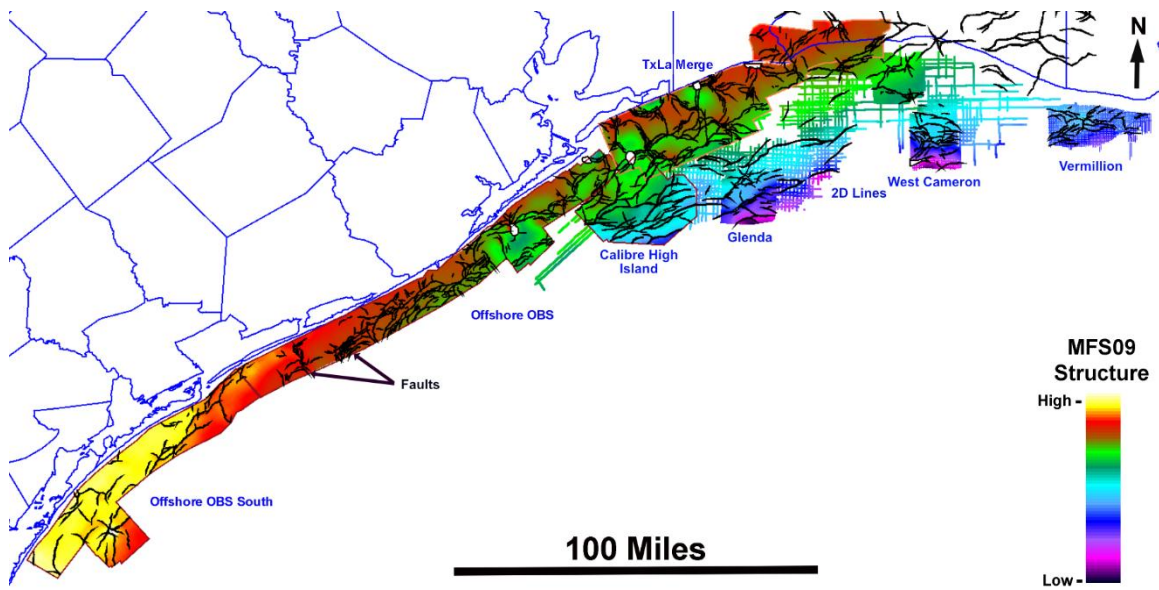 N
TxLa Merge
Vermillion
West Cameron
2D Lines
Glenda
Calibre High
Island
Offshore OBS
Faults
MFS09
Structure
High
Offshore OBS South
100 Miles
Low